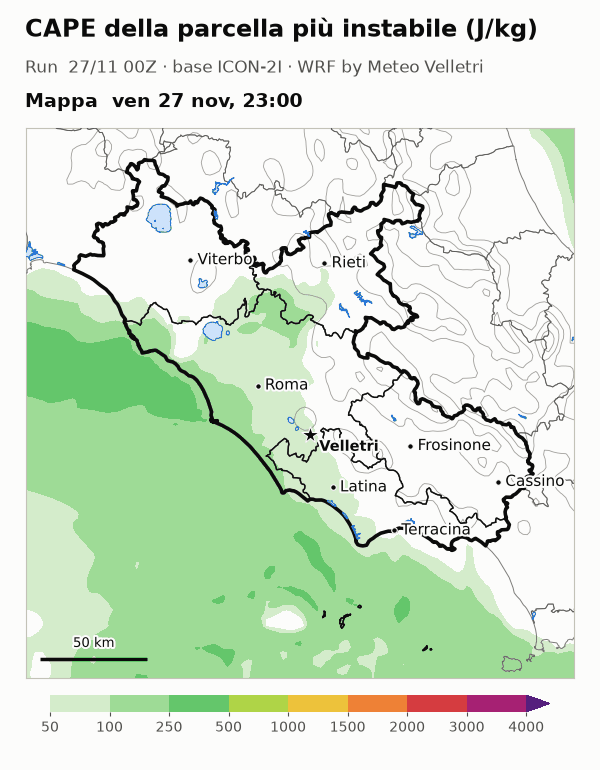 CAPE della parcella più instabile (J/kg)
Run  27/11 00Z · base ICON-2I · WRF by Meteo Velletri
Mappa  ven 27 nov, 23:00
Viterbo
Rieti
Roma
Velletri
Frosinone
Cassino
Latina
Terracina
50 km
50 100 250 500 1000 1500 2000 3000 4000